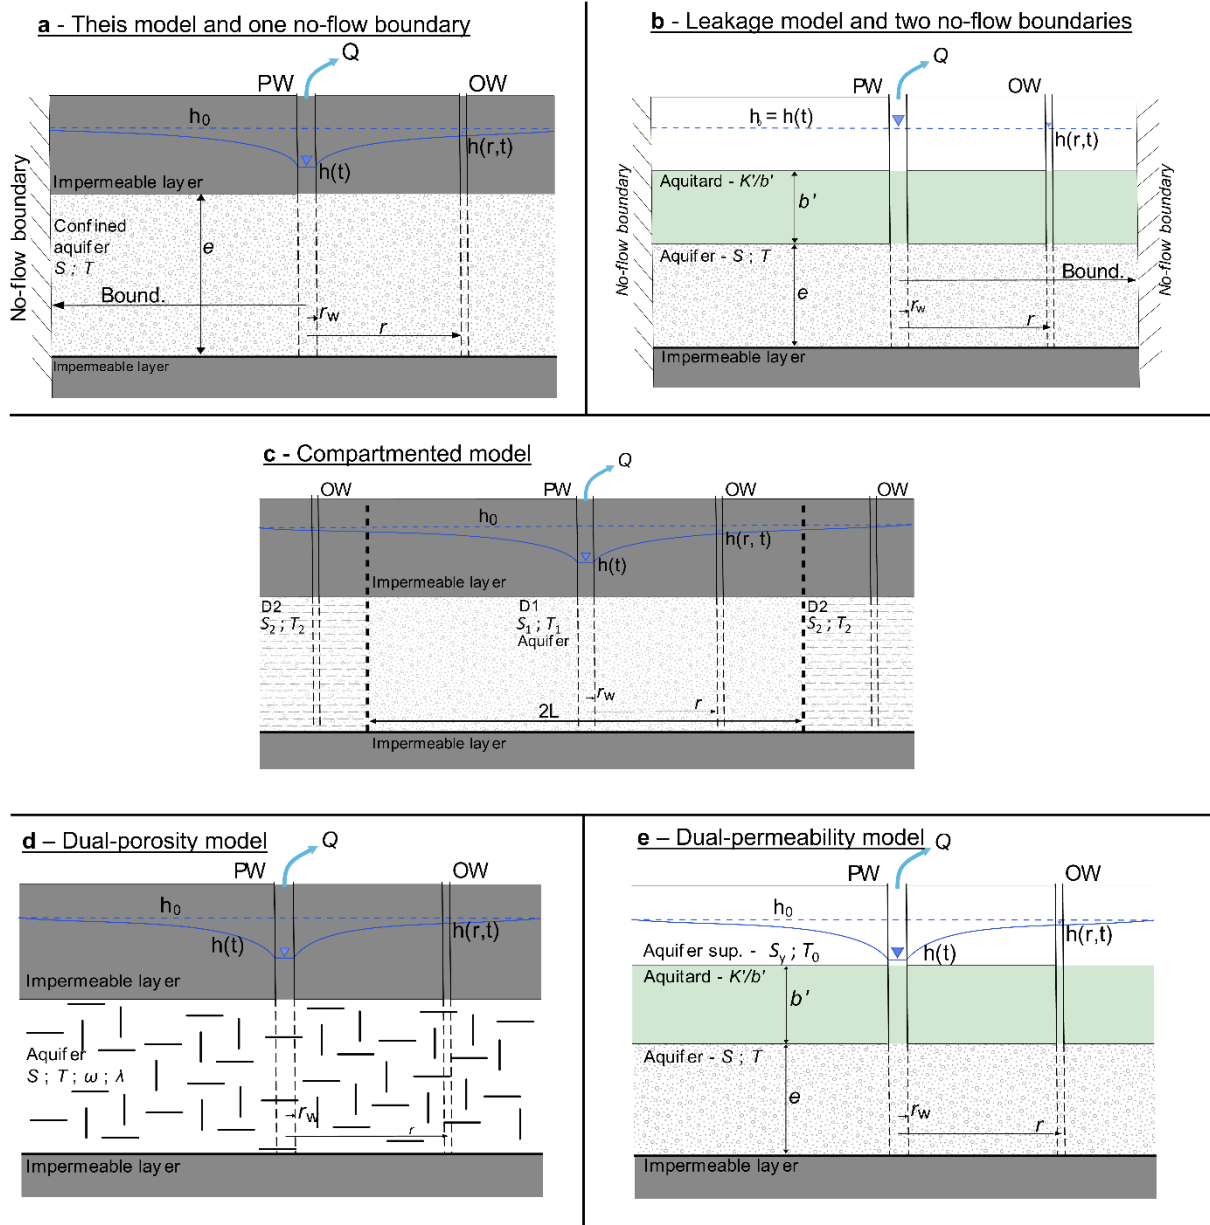 a - Theis model and one no-flow boundary
Q
PW
OW
h0
h(r,t)
h(t)
Impermeable layer
No-flow boundary
Confined
aquifer
S ; T
e
Bound.
rw
r
Impermeable layer
b - Leakage model and two no-flow boundaries
Q
PW
OW
h0 = h(t)
h(r,t)
Aquitard - K'/b'
b'
No-flow boundary
No-flow boundary
Aquifer - S ; T
Bound.
e
rw
r
Impermeable layer
c - Compartmented model
Q
OW
PW
OW
OW
h0
h(r, t)
h(t)
Impermeable layer
D2
S2 ; T2
D1
S1 ; T1
Aquifer
D2
S2 ; T2
rw
r
2L
Impermeable layer
d – Dual-porosity model
Q
PW
OW
h0
h(r,t)
h(t)
Impermeable layer
Aquifer
S ; T ; ω ; λ
rw
r
Impermeable layer
e – Dual-permeability model
Q
PW
OW
h0
h(r,t)
h(t)
Aquifer sup. - Sy ; T0
Aquitard - K'/b'
b'
Aquifer - S ; T
e
rw
r
Impermeable layer